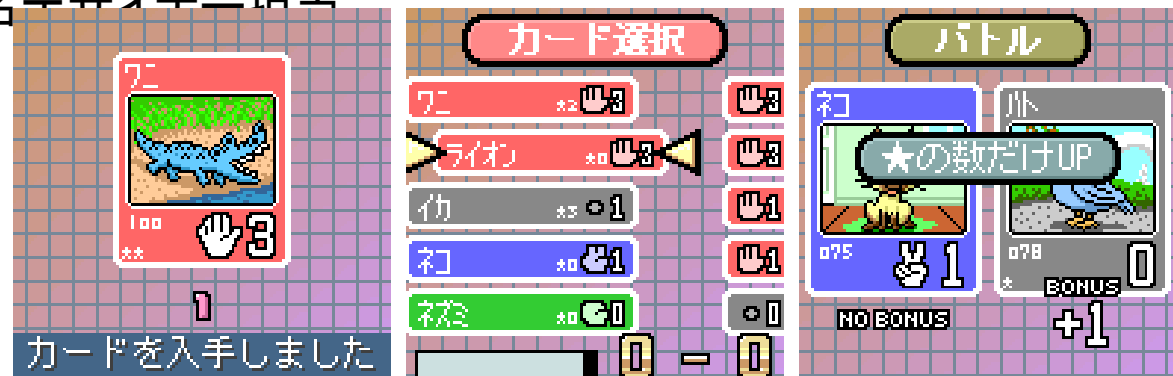 ワニ
100
**
3
1
カードを入手しました
カード選択
ワニ *2 3
3
ライオン *0 3
3
イカ *3 1
1
ネコ *0 1
1
ネズミ *0 0
0
0 - 0
バトル
ネコ
ハト
★の数だけUP
075
1
078
0
*
NO BONUS
BONUS
+1